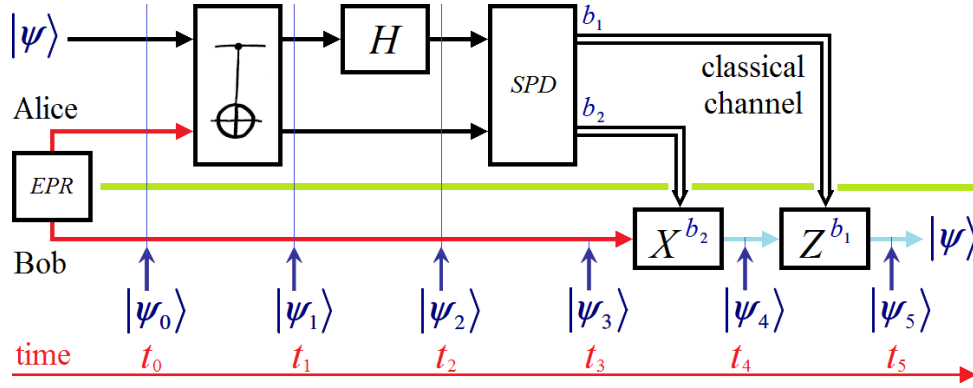 |ψ⟩
H
SPD
b₁
classical
channel
Alice
b₂
EPR
Bob
X^b₂
Z^b₁
|ψ⟩
|ψ₀⟩
|ψ₁⟩
|ψ₂⟩
|ψ₃⟩
|ψ₄⟩
|ψ₅⟩
time
t₀
t₁
t₂
t₃
t₄
t₅